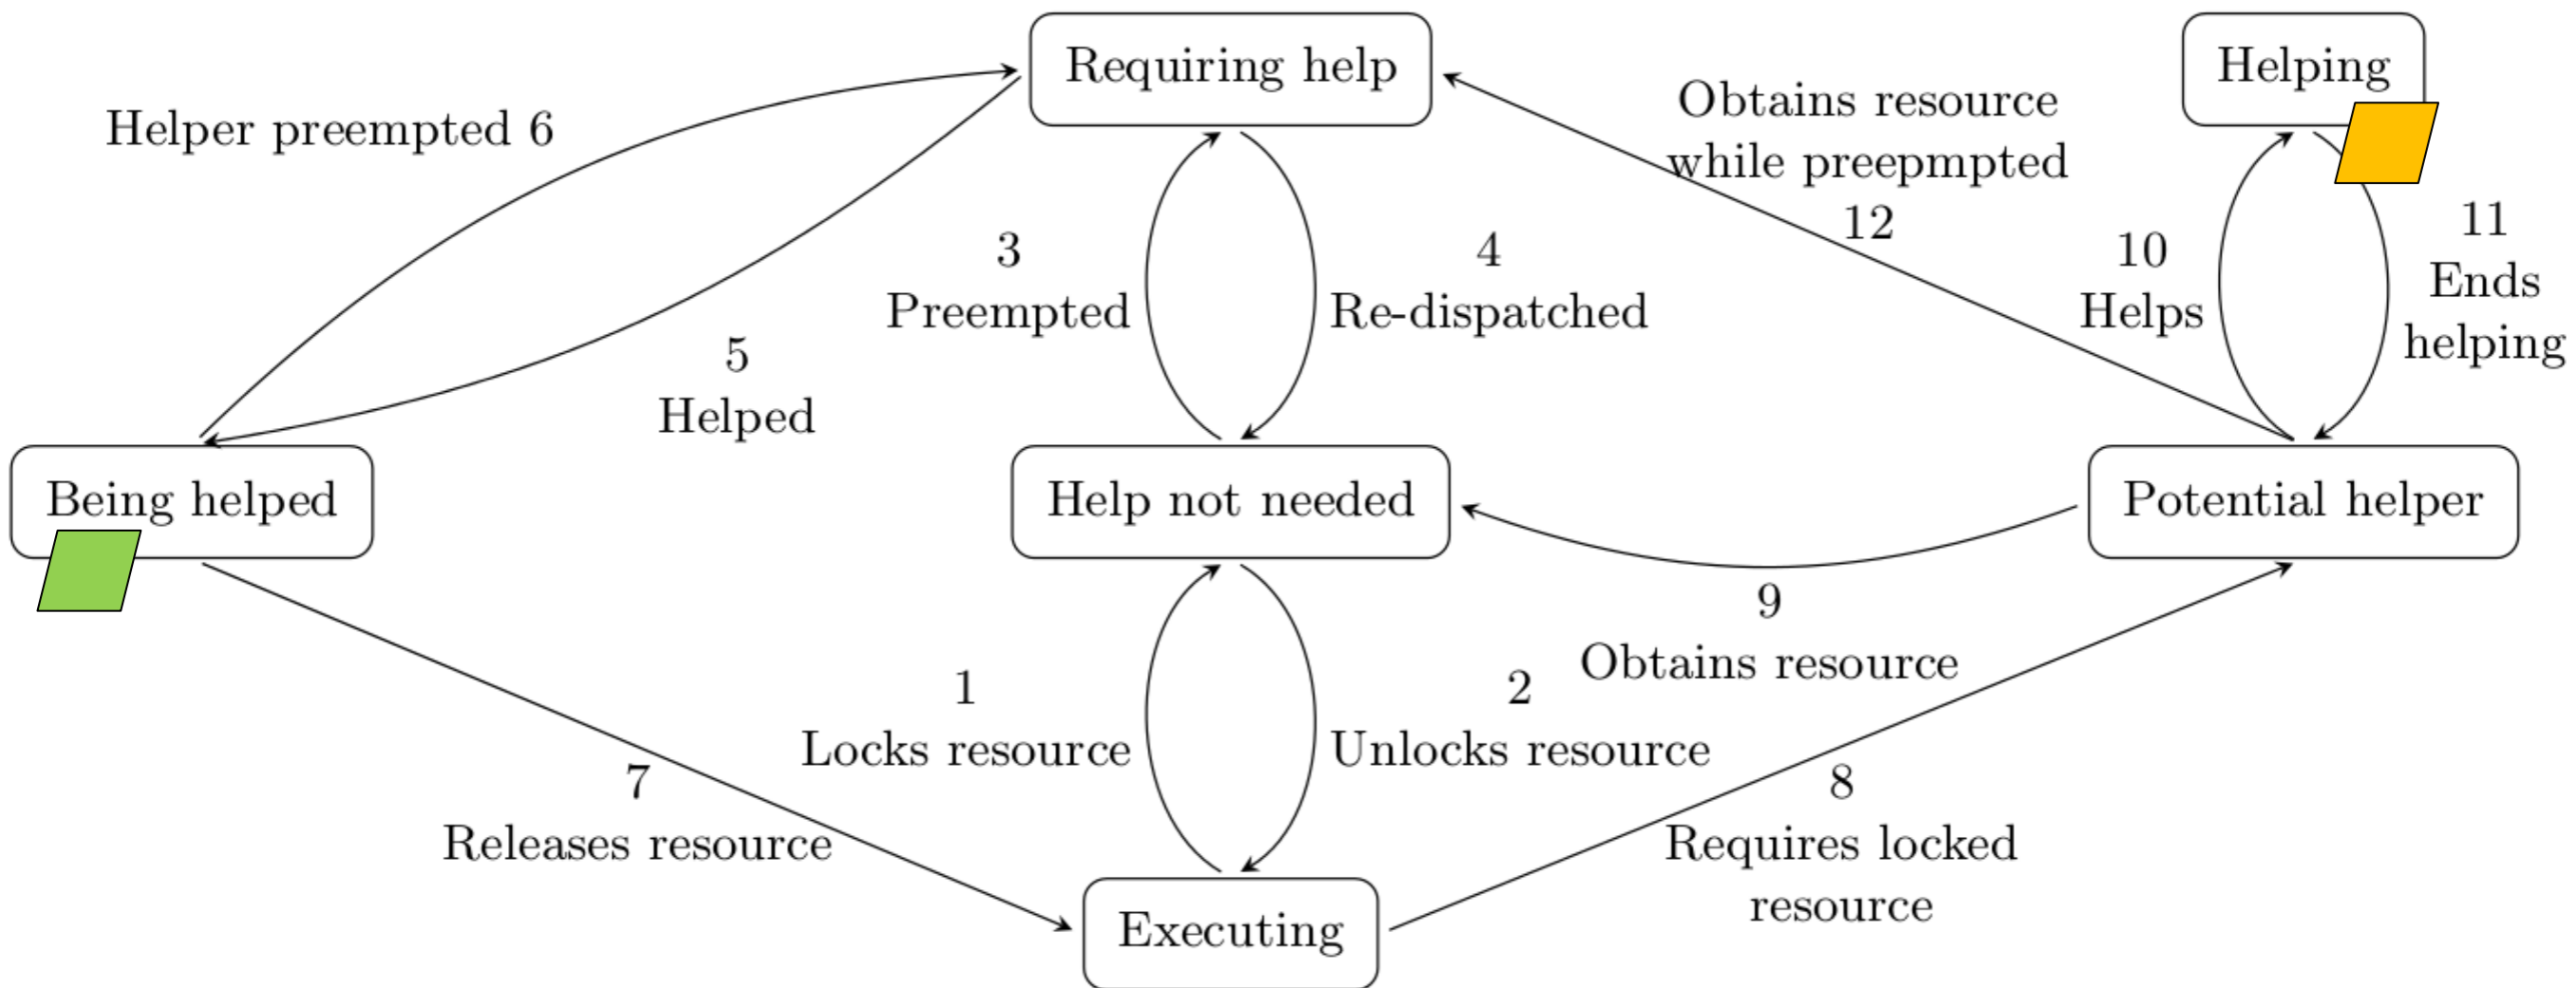 Requiring help
Helping
Helper preempted 6
Obtains resource
while preepmpted
12
3
Preempted
4
Re-dispatched
10
Helps
11
Ends
helping
5
Helped
Being helped
Help not needed
Potential helper
9
Obtains resource
1
Locks resource
2
Unlocks resource
7
Releases resource
8
Requires locked
resource
Executing